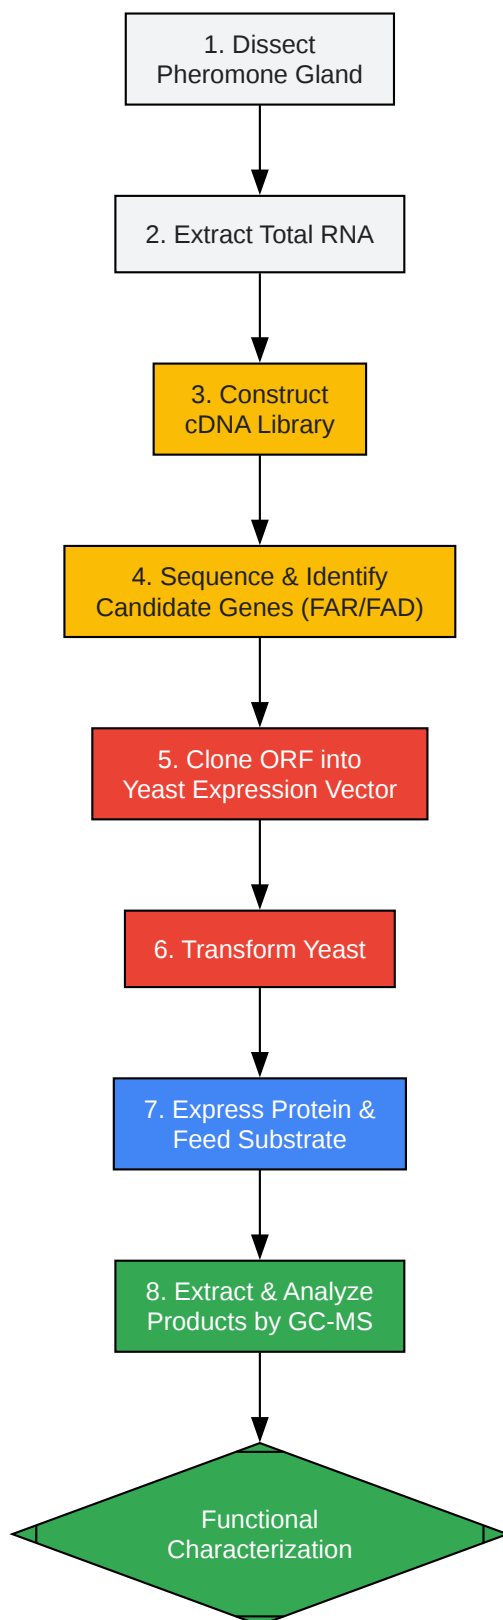 1. Dissect
Pheromone Gland
2. Extract Total RNA
3. Construct
cDNA Library
4. Sequence & Identify
Candidate Genes (FAR/FAD)
5. Clone ORF into
Yeast Expression Vector
6. Transform Yeast
7. Express Protein &
Feed Substrate
8. Extract & Analyze
Products by GC-MS
Functional
Characterization